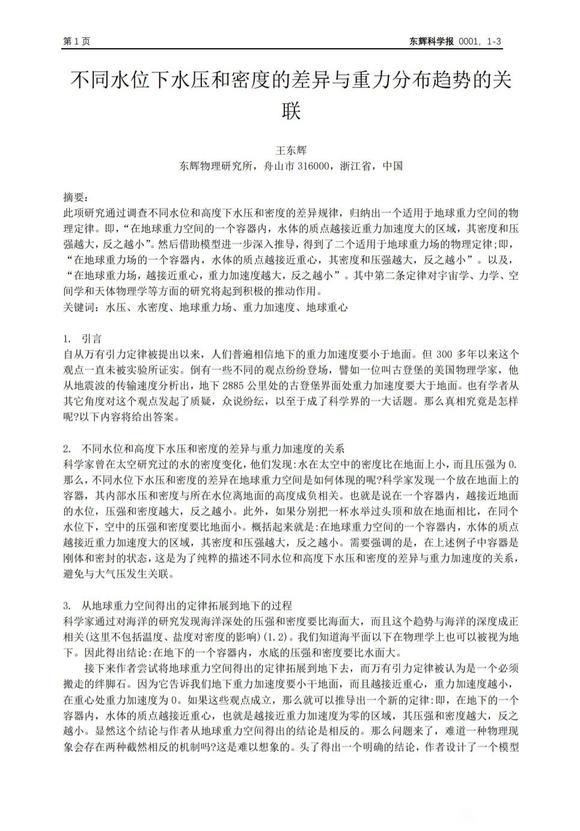 第 1 页
东辉科学报 0001, 1-3
不同水位下水压和密度的差异与重力分布趋势的关
联
王东辉
东辉物理研究所, 舟山市 316000, 浙江省, 中国
摘要:
此项研究通过调查不同水位和高度下水压和密度的差异规律, 归纳出一个适用于地球重力空间的物
理定律。即, “在地球重力空间的一个容器内, 水体的质点越接近重力加速度大的区域, 其密度和压
强越大, 反之越小”。然后借助模型进一步深入推导, 得到了二个适用于地球重力场的物理定律;即,
“在地球重力场的一个容器内, 水体的质点越接近重心, 其密度和压强越大, 反之越小”。以及,
“在地球重力场, 越接近重心, 重力加速度越大, 反之越小”。其中第二条定律对宇宙学、力学、空
间学和天体物理学等方面的研究将起到积极的推动作用。
关键词: 水压、水密度、地球重力场、重力加速度、地球重心
1. 引言
自从万有引力定律被提出以来, 人们普遍相信地下的重力加速度要小于地面。但 300 多年以来这个
观点一直未被实验所证实。倒有一些不同的观点纷纷登场, 譬如一位叫古登堡的美国物理学家, 他
从地震波的传输速度分析出, 地下 2885 公里处的古登堡界面处重力加速度要大于地面。也有学者从
其它角度对这个观点发起了质疑, 众说纷纭, 以至于成了科学界的一大话题。那么真相究竟是怎样
呢?以下内容将给出答案。
2. 不同水位和高度下水压和密度的差异与重力加速度的关系
科学家曾在太空研究过的水的密度变化, 他们发现:水在太空中的密度比在地面上小, 而且压强为 0.
那么, 不同水位下水压和密度的差异在地球重力空间是如何体现的呢?科学家发现一个放在地面上的
容器, 其内部水压和密度与所在水位离地面的高度成负相关。也就是说在一个容器内, 越接近地面
的水位, 压强和密度越大, 反之越小。此外, 如果分别把一杯水举过头顶和放在地面相比, 在同个
水位下, 空中的压强和密度要比地面小。概括起来就是:在地球重力空间的一个容器内, 水体的质点
越接近重力加速度大的区域, 其密度和压强越大, 反之越小。需要强调的是, 在上述例子中容器是
刚体和密封的状态, 这是为了纯粹的描述不同水位和高度下水压和密度的差异与重力加速度的关系,
避免与大气压发生关联。
3. 从地球重力空间得出的定律拓展到地下的过程
科学家通过对海洋的研究发现海洋深处的压强和密度要比海面大, 而且这个趋势与海洋的深度成正
相关(这里不包括温度、盐度对密度的影响)(1.2)。我们知道海平面以下在物理学上也可以被视为地
下。因此得出结论:在地下的一个容器内, 水底的压强和密度要比水面大。
接下来作者尝试将地球重力空间得出的定律拓展到地下去, 而万有引力定律被认为是一个必须
搬走的绊脚石。因为它告诉我们地下重力加速度要小于地面, 而且越接近重心, 重力加速度越小,
在重心处重力加速度为 0。如果这些观点成立, 那么就可以推导出一个新的定律:即, 在地下的一个
容器内, 水体的质点越接近重心, 也就是越接近重力加速度为零的区域, 其压强和密度越大, 反之
越小。显然这个结论与作者从地球重力空间得出的结论是相反的。那么问题来了, 难道一种物理现
象会存在两种截然相反的机制吗?这是难以想象的。头了得出一个明确的结论, 作者设计了一个模型